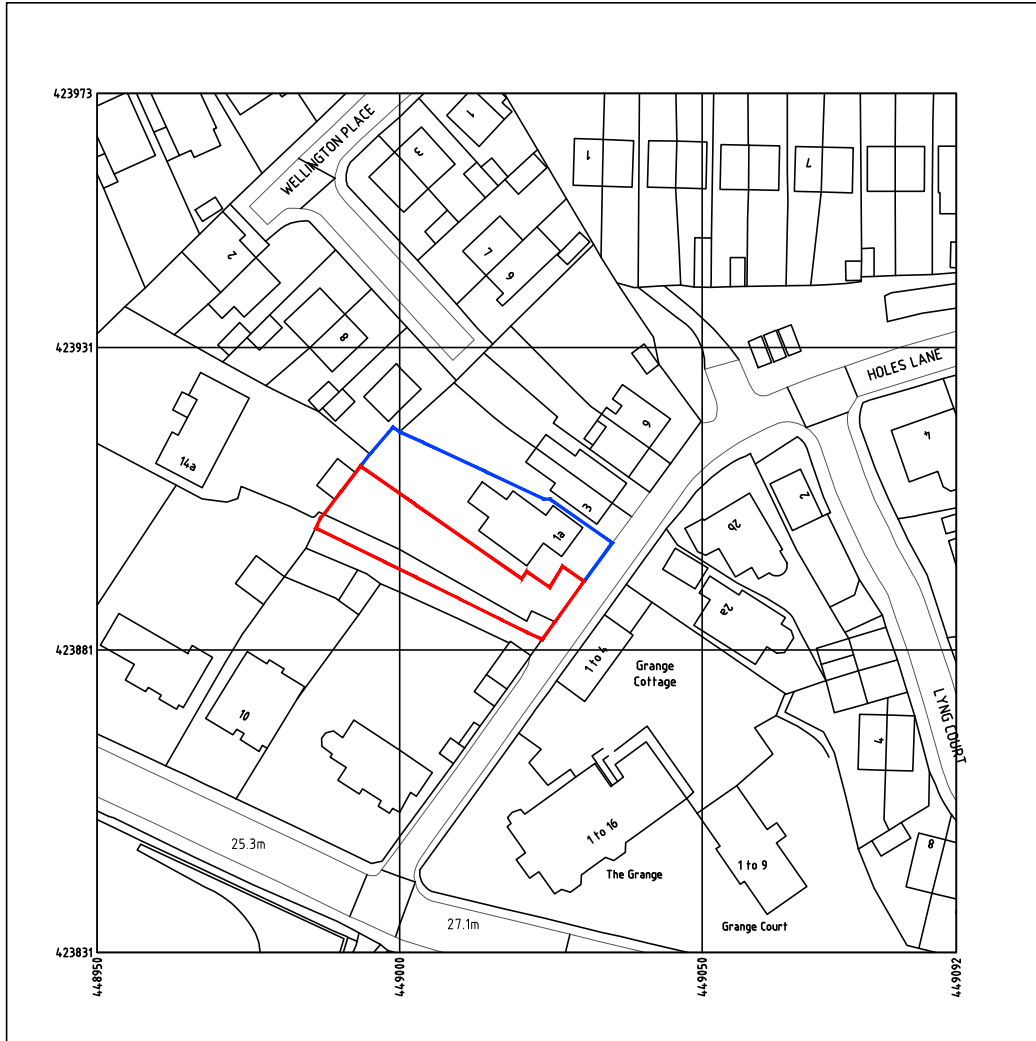 423973
WELLINGTON PLACE
1
3
1
7
2
7
6
8
423931
HOLES LANE
6
4
14a
3
2
1a
2b
2a
423881
1 to 4
Grange
Cottage
10
LYNG COURT
4
25.3m
1 to 16
1 to 9
8
The Grange
27.1m
Grange Court
423831
448950
449000
449050
449092